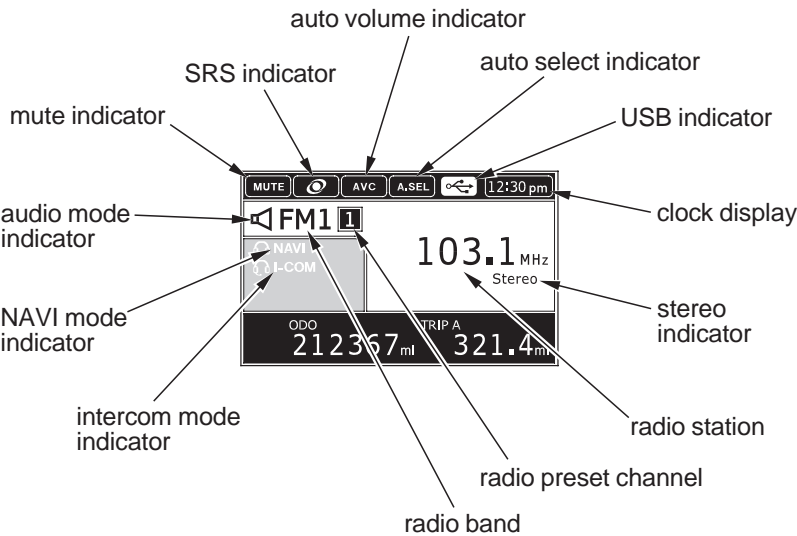 auto volume indicator
SRS indicator
auto select indicator
mute indicator
USB indicator
MUTE AVC A.SEL 12:30 pm
audio mode
indicator
FM1 1
clock display
NAVI
I-COM
103.1 MHz
Stereo
NAVI mode
indicator
stereo
indicator
ODO TRIP A
212367 ml 321.4 ml
intercom mode
indicator
radio station
radio preset channel
radio band